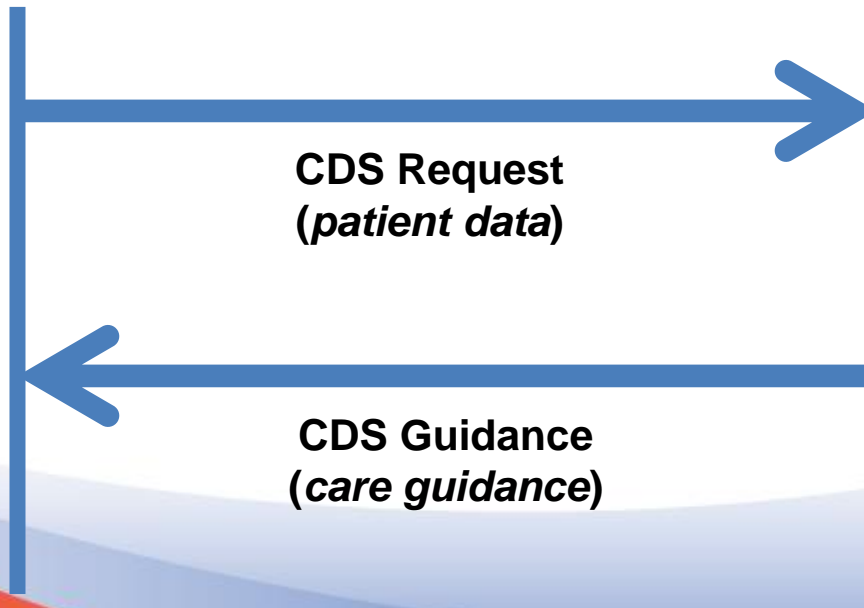 CDS Request
(patient data)
CDS Guidance
(care guidance)